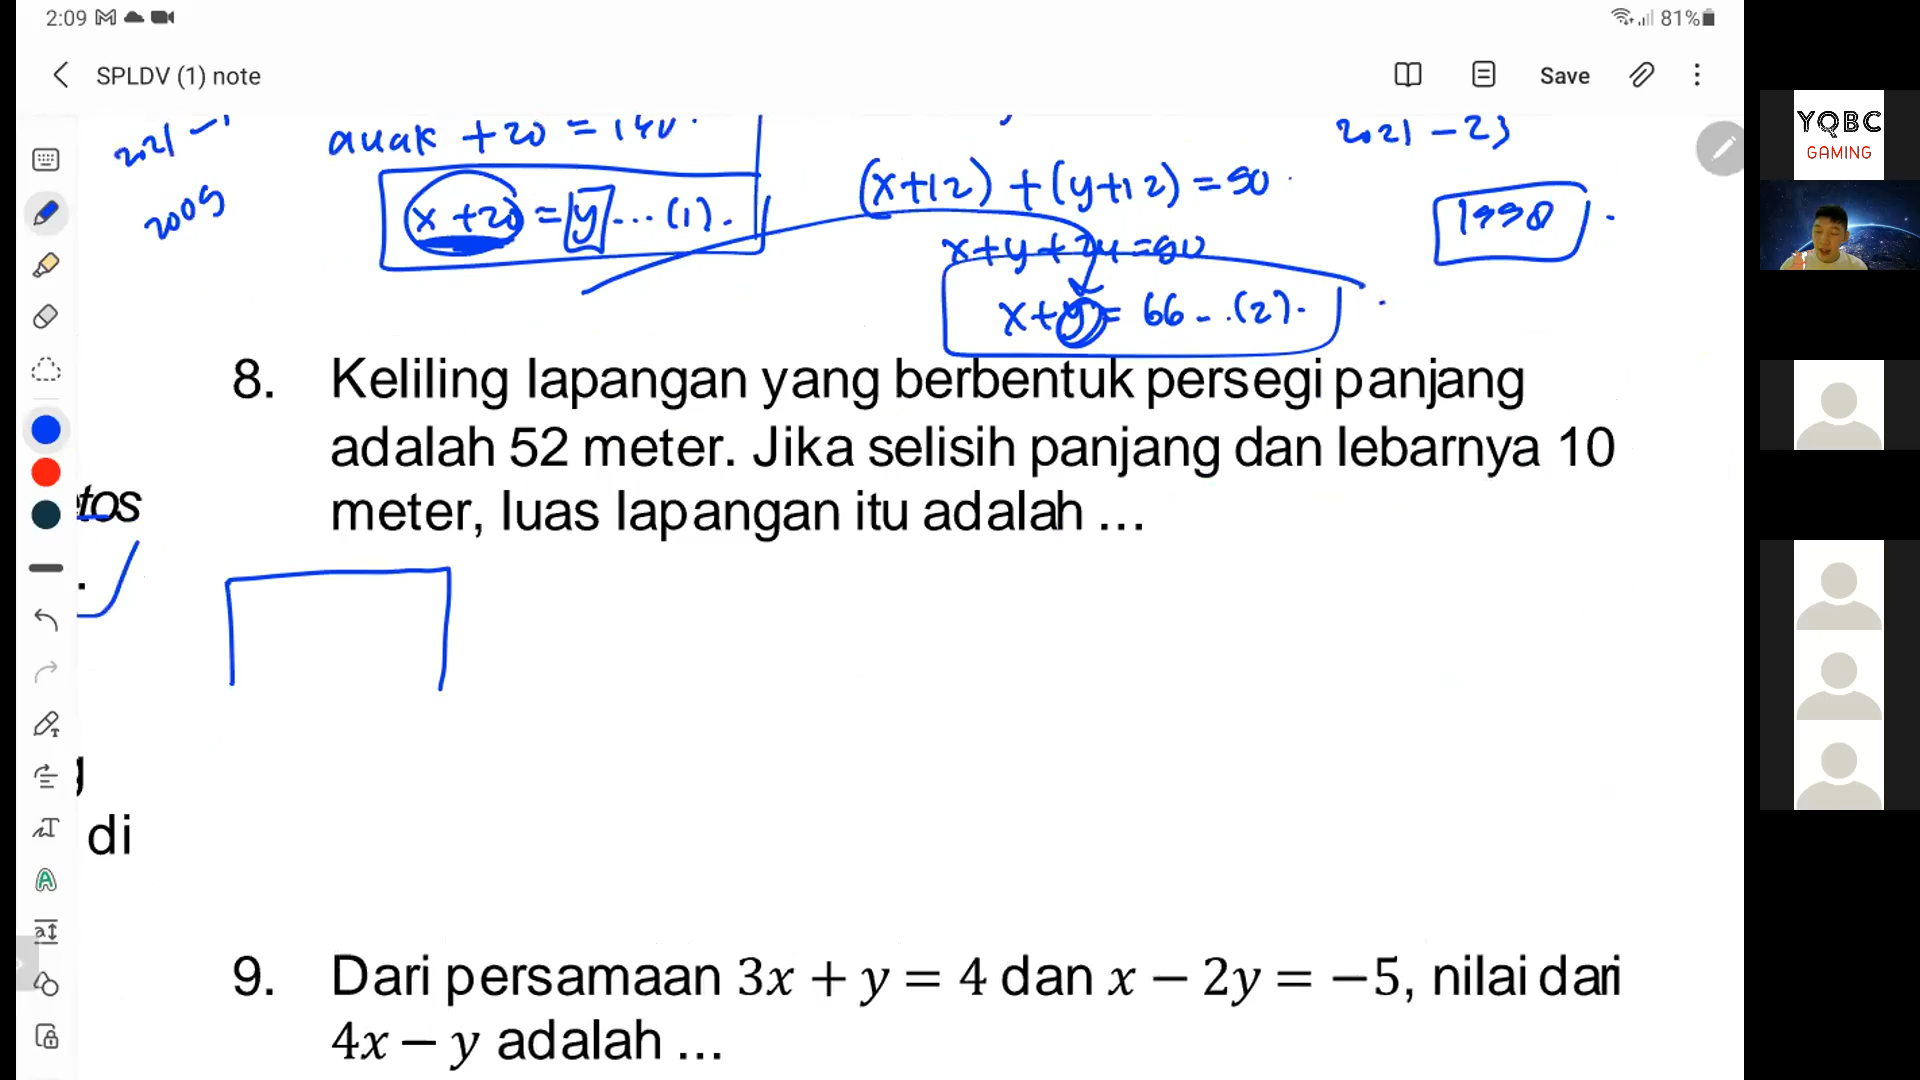 2:09
81%
SPLDV (1) note
Save
2021 -
2009
anak +20 =
x +20 = y ... (1).
(x+12) + (y+12) = 90
x+y+24=90
x+y = 66 - .(2).
2021 - 23
1998
YQBC
GAMING
8. Keliling lapangan yang berbentuk persegi panjang
adalah 52 meter. Jika selisih panjang dan lebarnya 10
meter, luas lapangan itu adalah ...
tos
.
di
9. Dari persamaan 3x + y = 4 dan x − 2y = −5, nilai dari
4x − y adalah ...